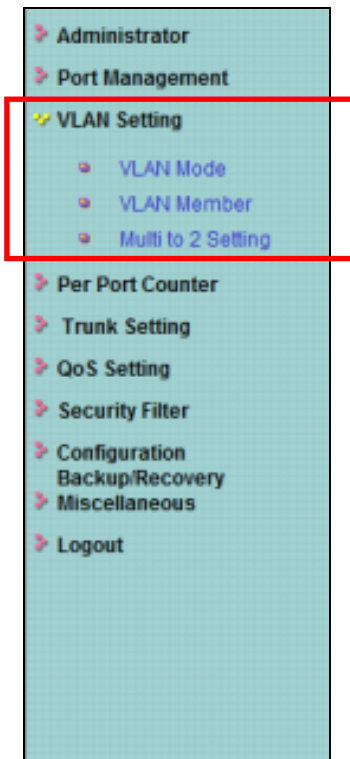 Administrator
Port Management
VLAN Setting
VLAN Mode
VLAN Member
Multi to 2 Setting
Per Port Counter
Trunk Setting
QoS Setting
Security Filter
Configuration
Backup/Recovery
Miscellaneous
Logout